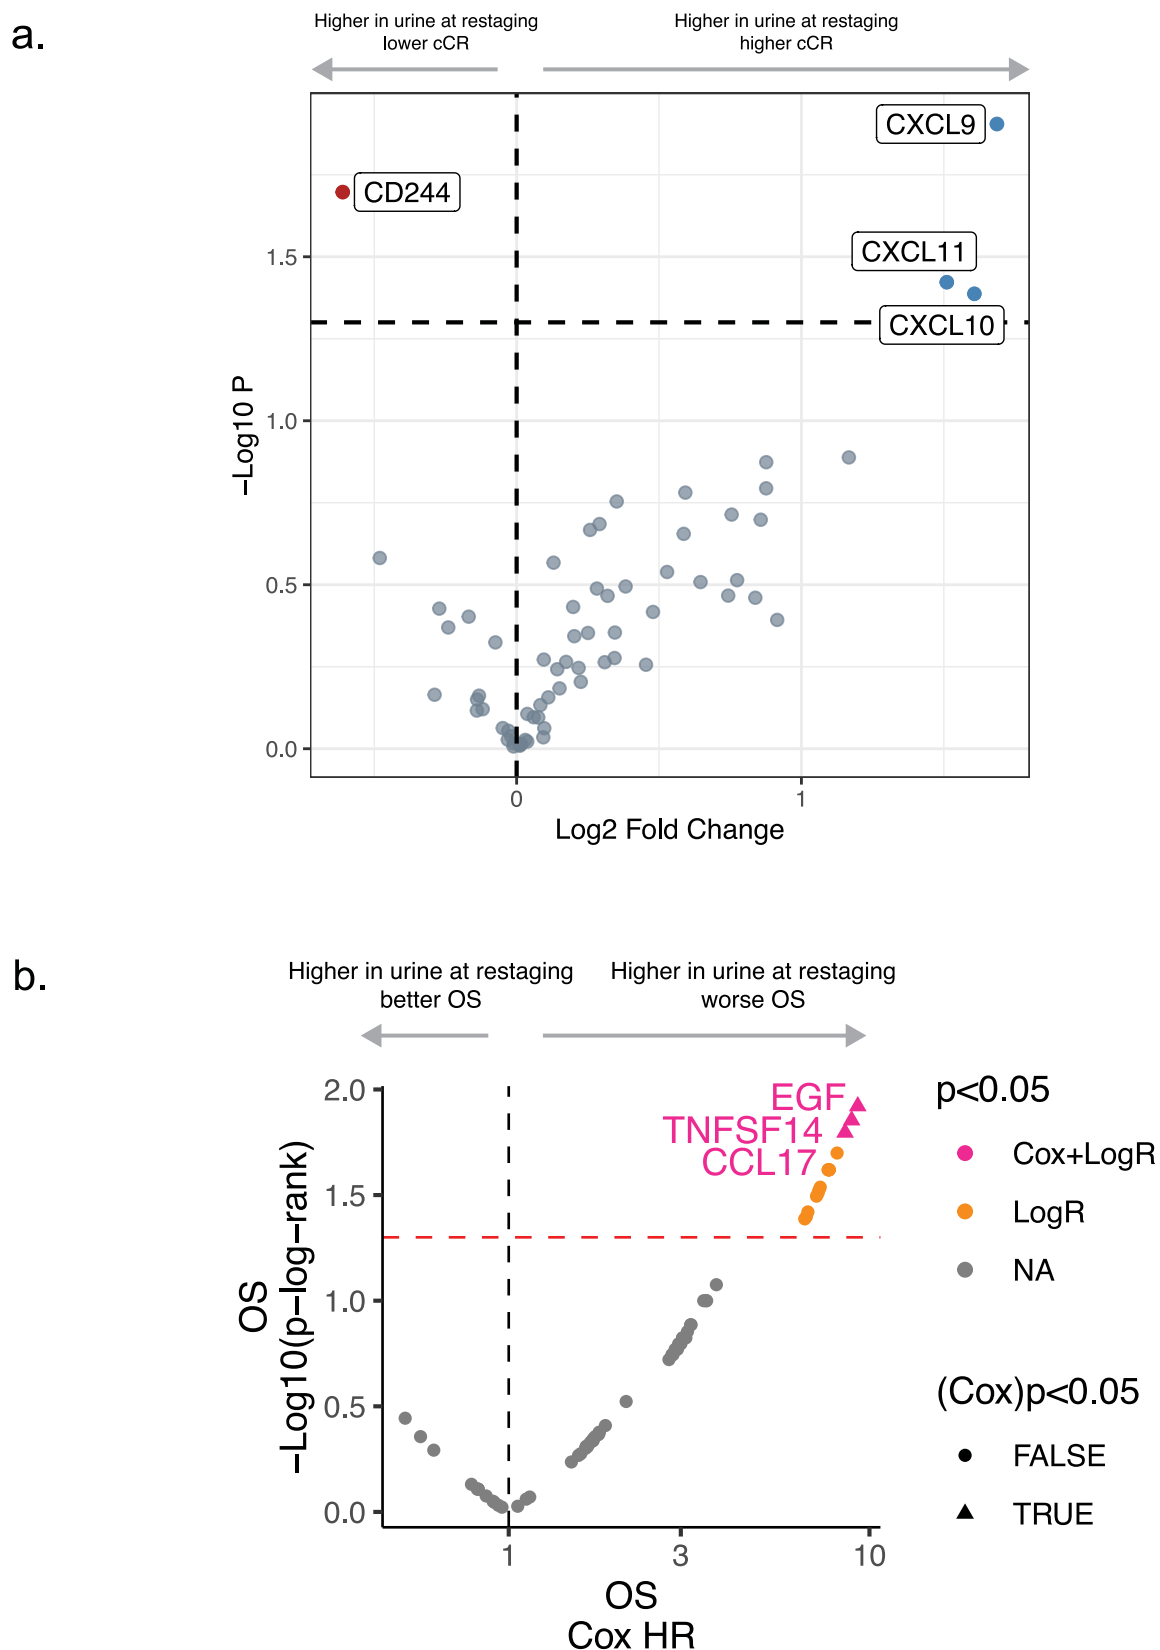 a.
Higher in urine at restaging
lower cCR
Higher in urine at restaging
higher cCR
CXCL9
CD244
CXCL11
CXCL10
−Log10 P
1.5
1.0
0.5
0.0
0
1
Log2 Fold Change
b.
Higher in urine at restaging
better OS
Higher in urine at restaging
worse OS
OS
−Log10(p−log−rank)
2.0
1.5
1.0
0.5
0.0
EGF
TNFSF14
CCL17
1
3
10
OS
Cox HR
p<0.05
Cox+LogR
LogR
NA
(Cox)p<0.05
FALSE
TRUE